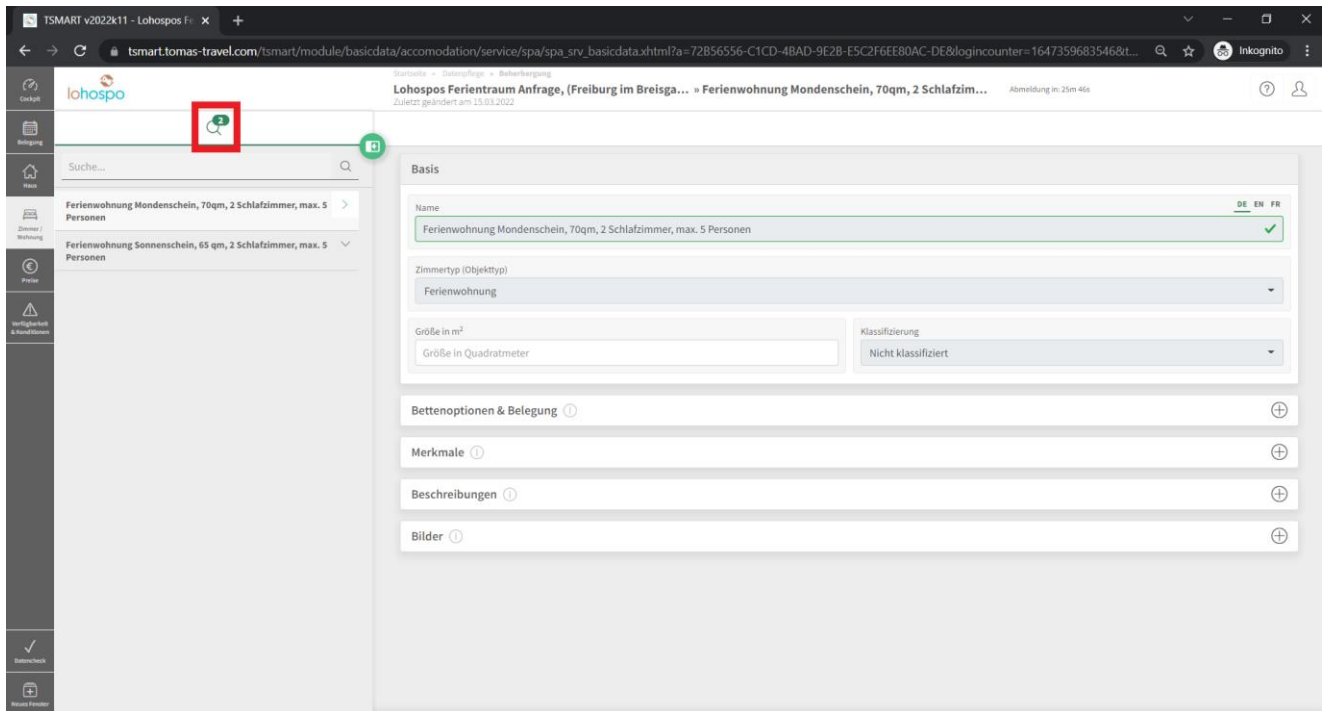 TSMART v2022k11 - Lohospos Fe
tsmart.tomas-travel.com/tsmart/module/basicdata/accomodation/service/spa/spa_srv_basicdata.xhtml?a=72B56556-C1CD-4BAD-9E2B-E5C2F6EE80AC-DE&logincounter=1647359683546&t...
Inkognito
Cockpit
lohospo
Startseite » Datenpflege » Beherbergung
Lohospos Ferientraum Anfrage, (Freiburg im Breisga... » Ferienwohnung Mondenschein, 70qm, 2 Schlafzim...
Abmeldung in: 25m 46s
Zuletzt geändert am 15.03.2022
2
Belegung
Suche...
Haus
Ferienwohnung Mondenschein, 70qm, 2 Schlafzimmer, max. 5
Personen
Zimmer /
Wohnung
Ferienwohnung Sonnenschein, 65 qm, 2 Schlafzimmer, max. 5
Personen
Preise
Verfügbarkeit
& Konditionen
Basis
Name
DE EN FR
Ferienwohnung Mondenschein, 70qm, 2 Schlafzimmer, max. 5 Personen
Zimmertyp (Objekttyp)
Ferienwohnung
Größe in m²
Größe in Quadratmeter
Klassifizierung
Nicht klassifiziert
Bettenoptionen & Belegung
Merkmale
Beschreibungen
Bilder
Datencheck
Neues Fenster